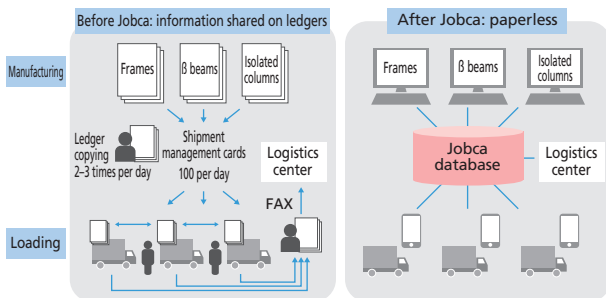 Before Jobca: information shared on ledgers
Manufacturing
Frames
ß beams
Isolated
columns
Ledger
copying
2–3 times per day
Shipment
management cards
100 per day
Logistics
center
FAX
Loading
After Jobca: paperless
Frames
ß beams
Isolated
columns
Jobca
database
Logistics
center